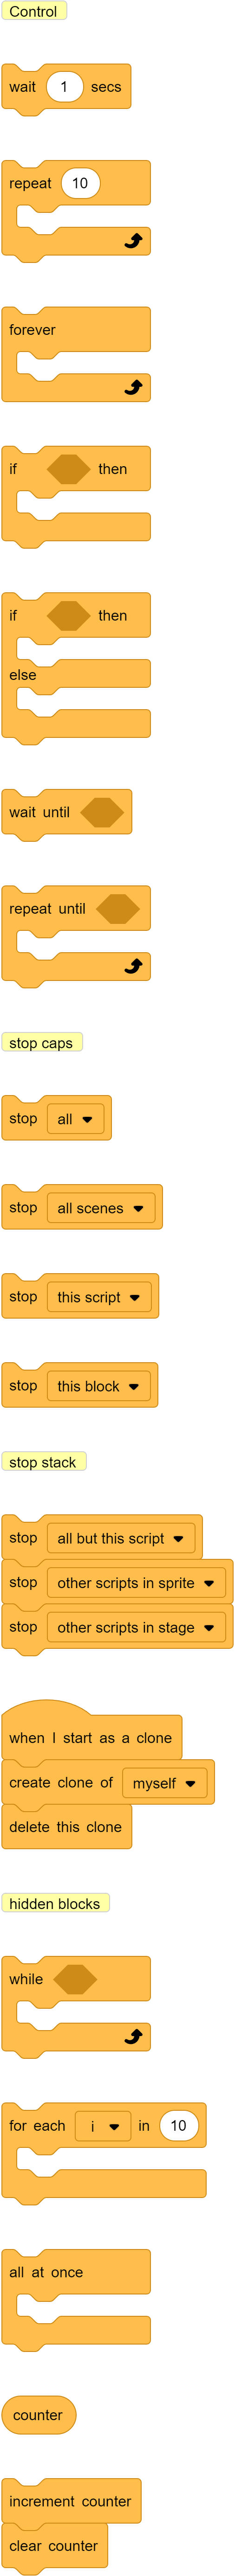 Control
wait 1 secs
repeat 10
forever
if then
if then
else
wait until
repeat until
stop caps
stop all
stop all scenes
stop this script
stop this block
stop stack
stop all but this script
stop other scripts in sprite
stop other scripts in stage
when I start as a clone
create clone of myself
delete this clone
hidden blocks
while
for each i in 10
all at once
counter
increment counter
clear counter